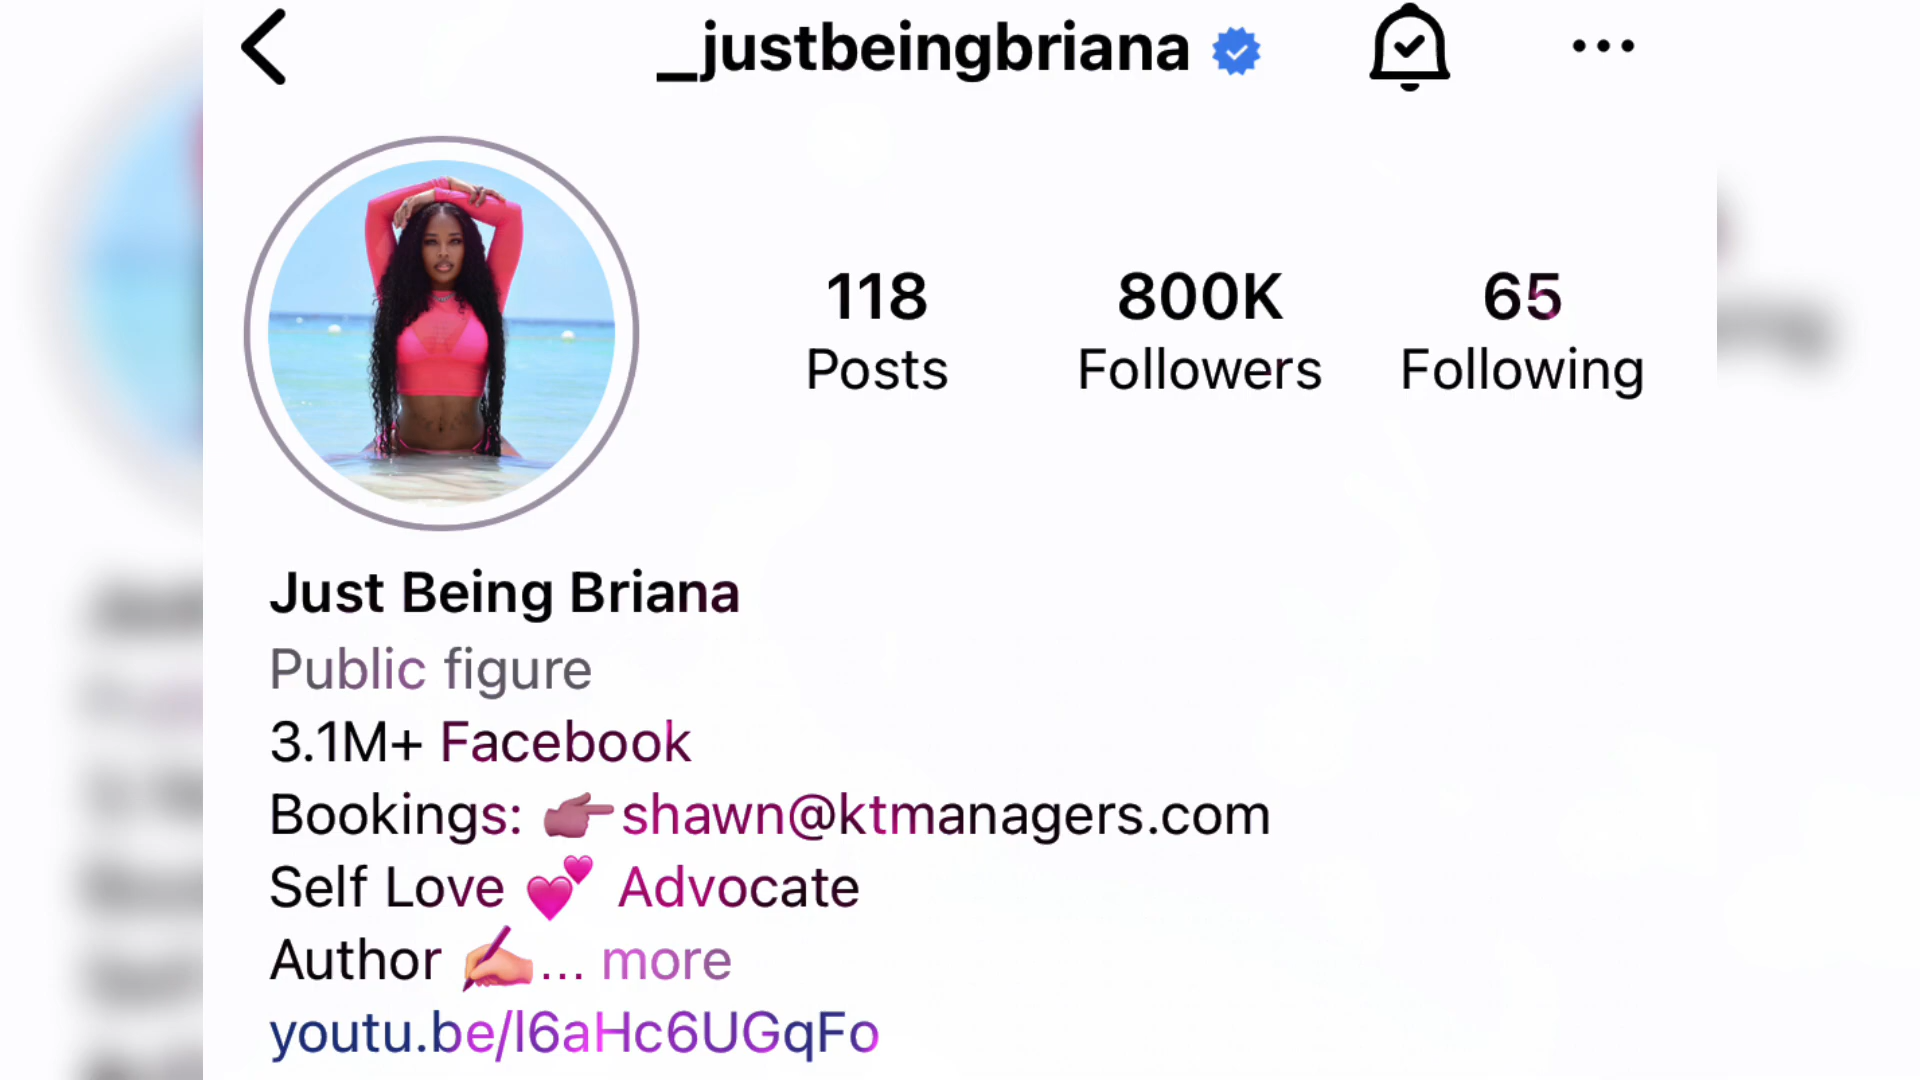 _justbeingbriana
118
Posts
800K
Followers
65
Following
Just Being Briana
Public figure
3.1M+ Facebook
Bookings: 👉shawn@ktmanagers.com
Self Love 💕 Advocate
Author ✍️... more
youtu.be/l6aHc6UGqFo